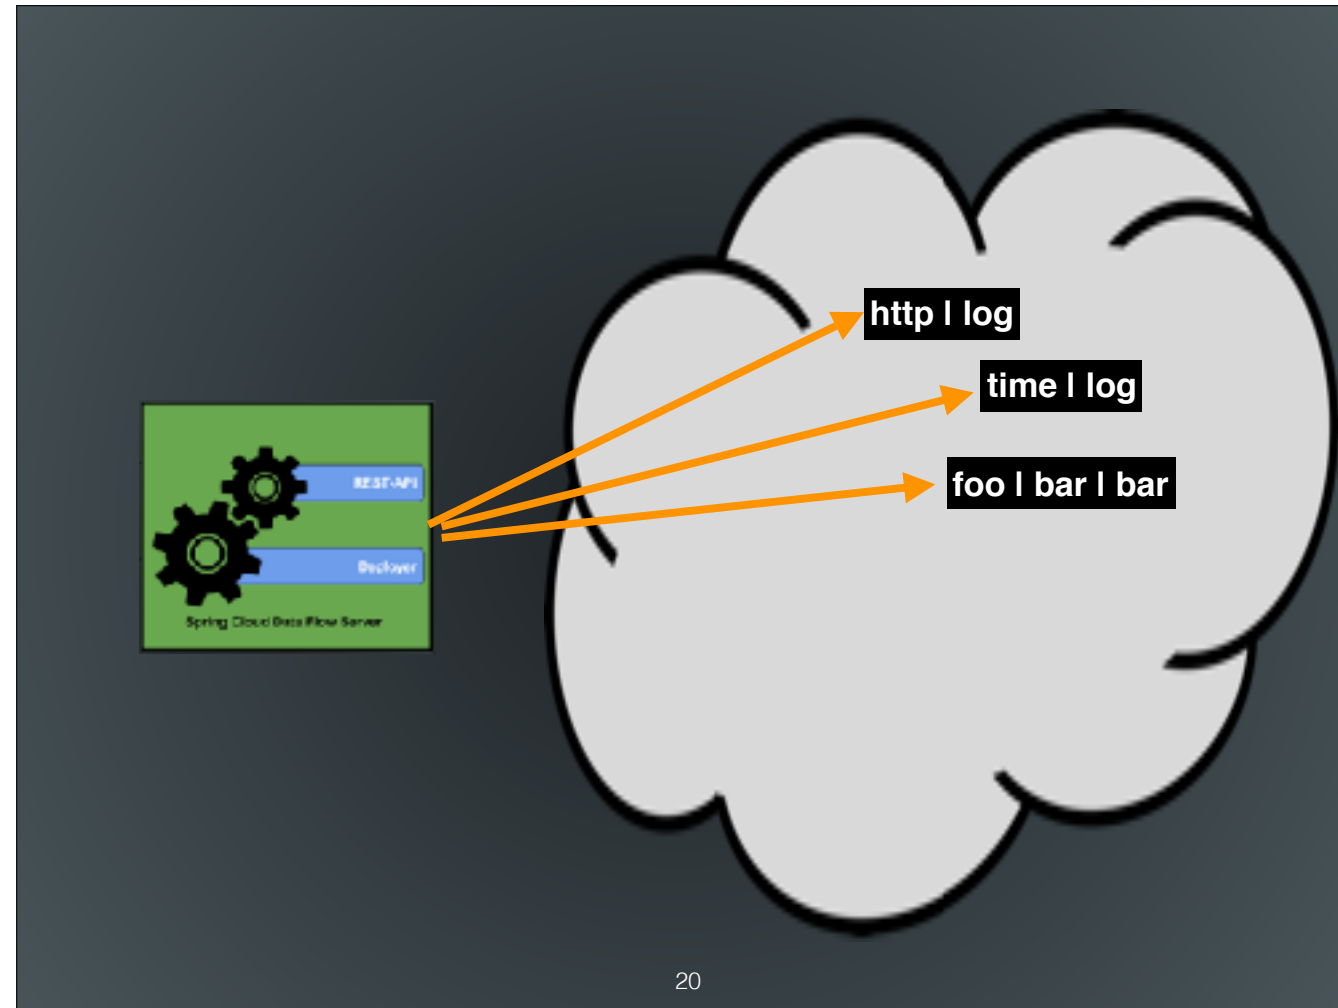 http | log
time | log
foo | bar | bar
REST-API
Deployer
Spring Cloud Data Flow Server
20